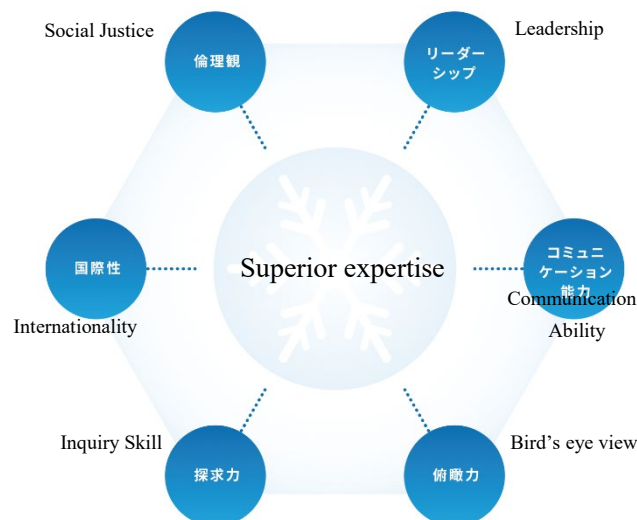 Social Justice
倫理観
リーダー
シップ
Leadership
国際性
Internationality
Superior expertise
コミュニ
ケーション
能力
Communication
Ability
Inquiry Skill
探求力
俯瞰力
Bird’s eye view